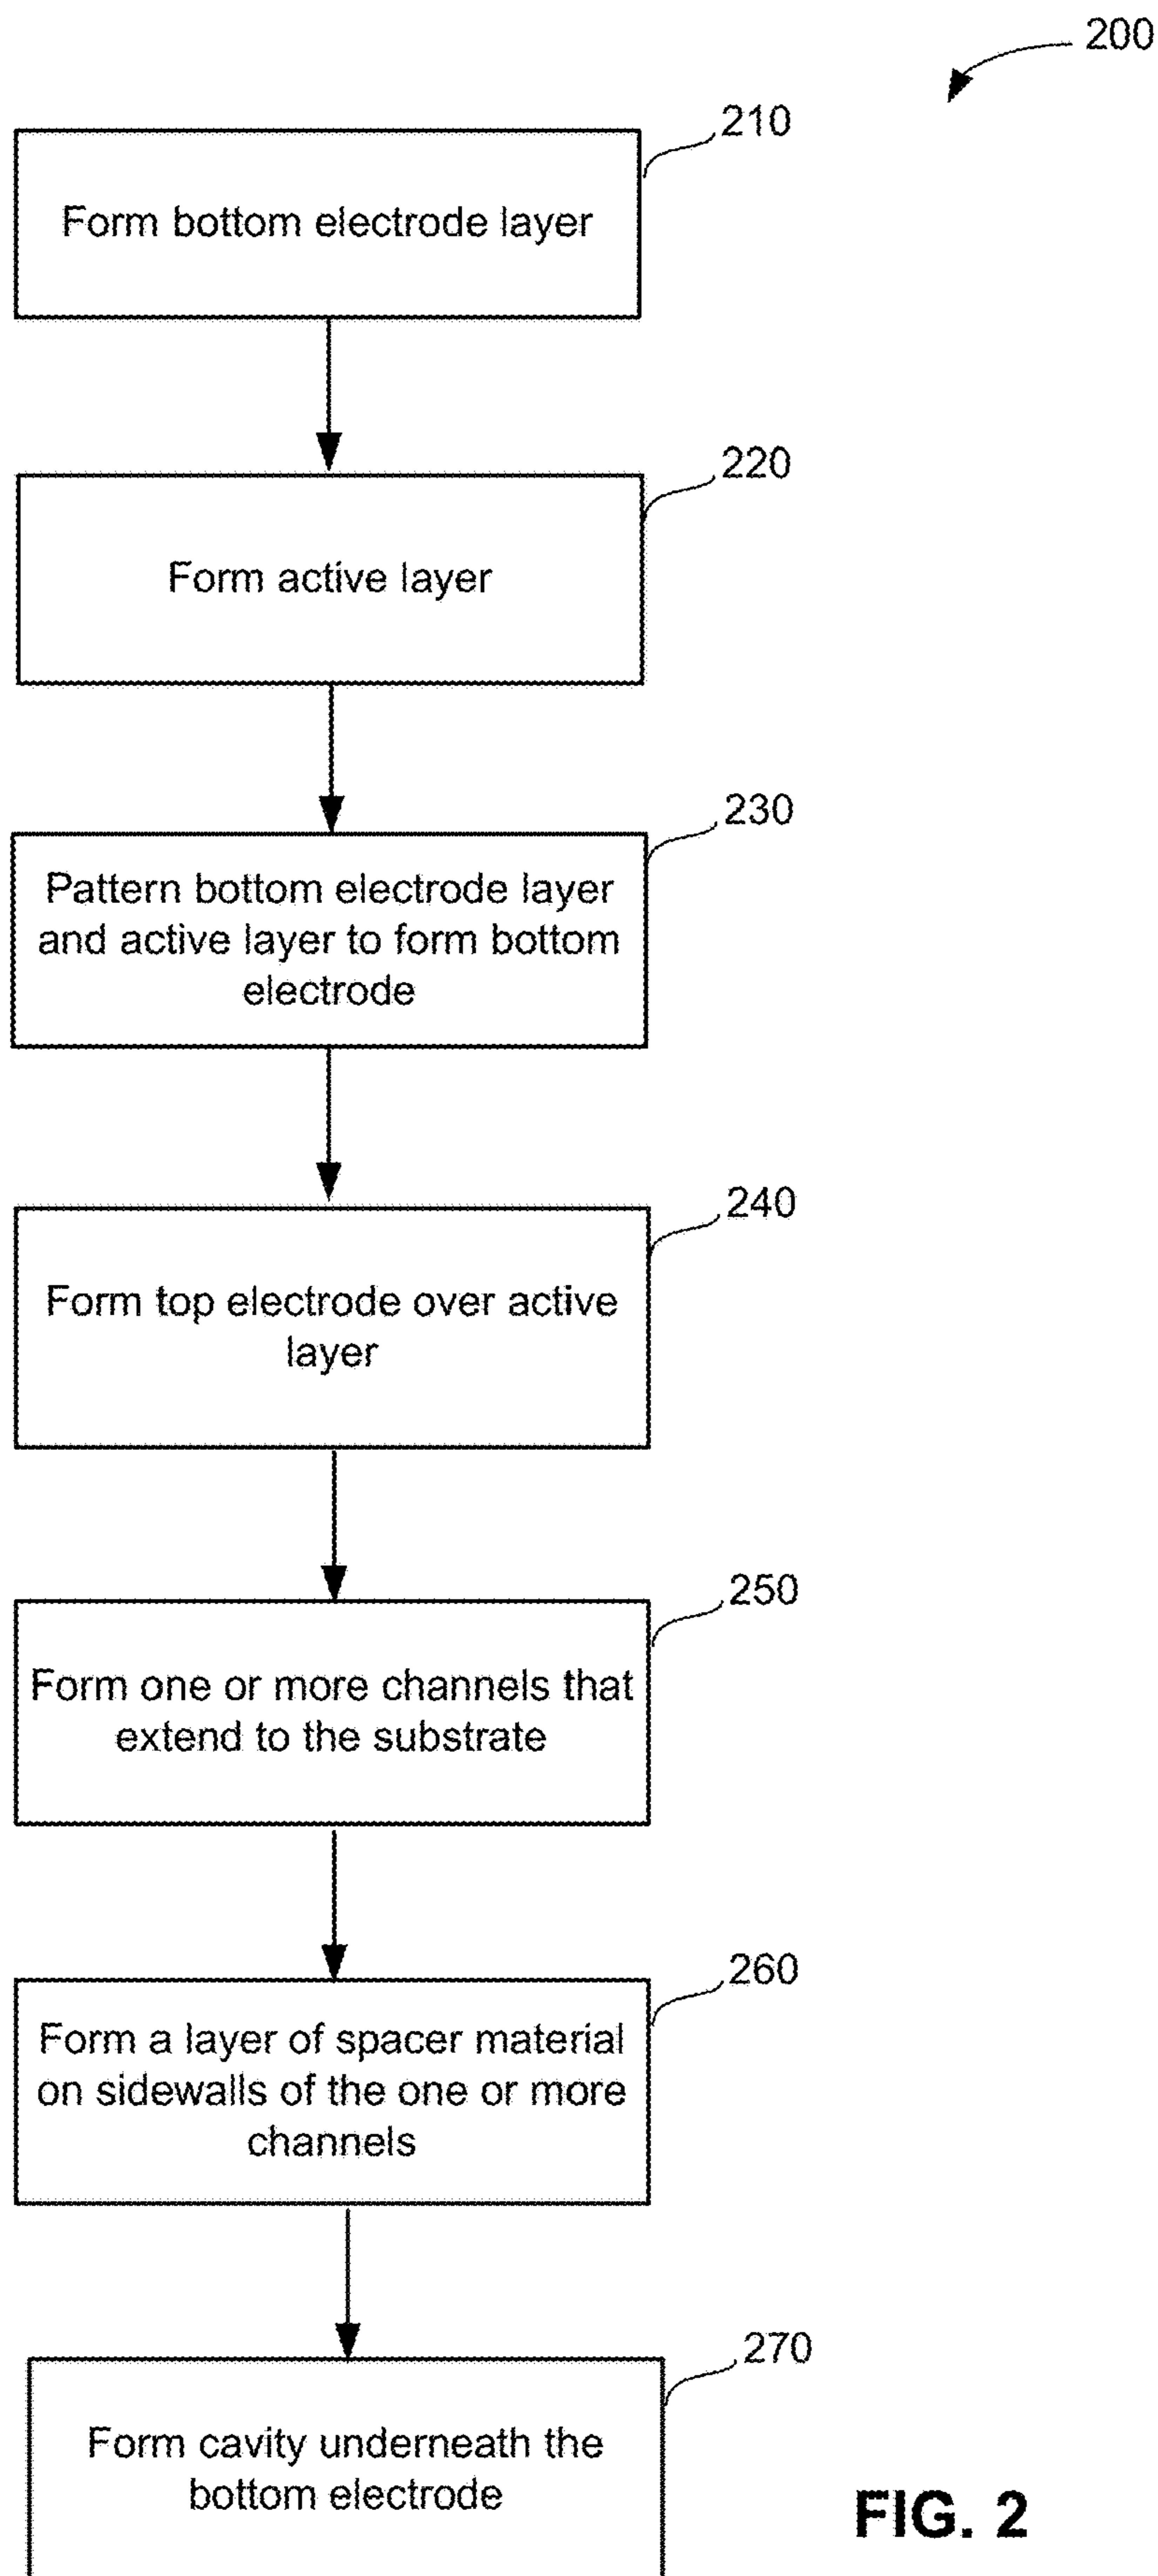 200
210
Form bottom electrode layer
220
Form active layer
230
Pattern bottom electrode layer
and active layer to form bottom
electrode
240
Form top electrode over active
layer
250
Form one or more channels that
extend to the substrate
260
Form a layer of spacer material
on sidewalls of the one or more
channels
270
Form cavity underneath the
bottom electrode
FIG. 2